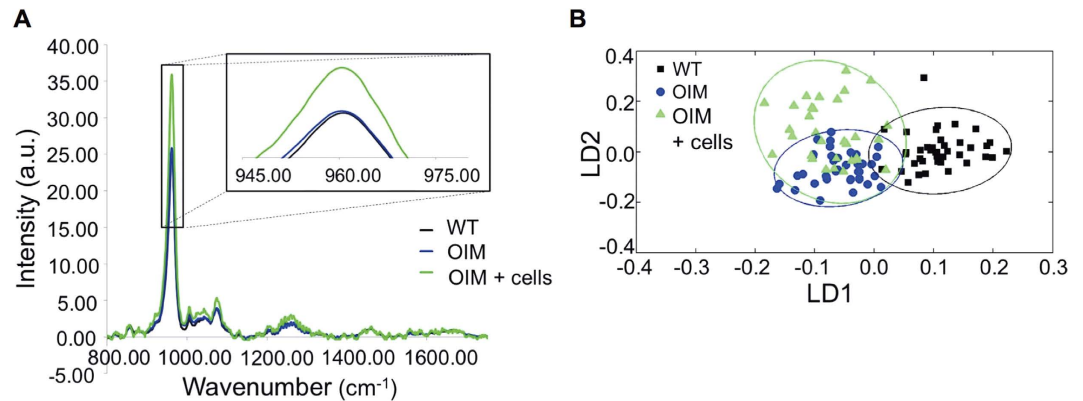 A
40.00
35.00
30.00
25.00
20.00
15.00
10.00
5.00
0.00
-5.00
Intensity (a.u.)
945.00 960.00 975.00
WT
OIM
OIM + cells
800.00 1000.00 1200.00 1400.00 1600.00
Wavenumber (cm-1)
B
0.4
0.2
0.0
-0.2
-0.4
LD2
WT
OIM
OIM
+ cells
-0.4 -0.3 -0.2 -0.1 0.0 0.1 0.2 0.3
LD1